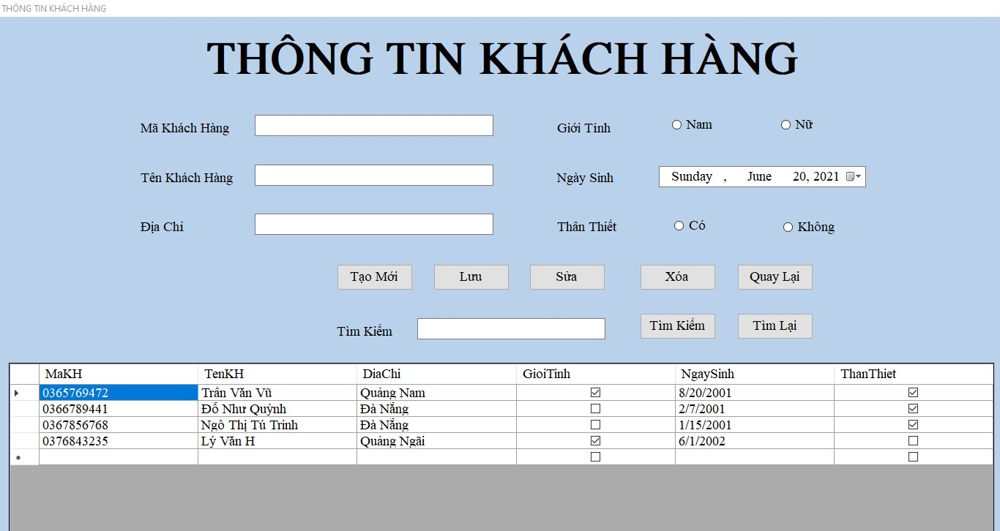 THÔNG TIN KHÁCH HÀNG
THÔNG TIN KHÁCH HÀNG
Mã Khách Hàng Giới Tính Nam Nữ
Tên Khách Hàng Ngày Sinh Sunday , June 20, 2021
Địa Chỉ Thân Thiết Có Không
Tạo Mới Lưu Sửa Xóa Quay Lại
Tìm Kiếm Tìm Kiếm Tìm Lại
MaKH TenKH DiaChi GioiTinh NgaySinh ThanThiet
0365769472 Trần Văn Vũ Quảng Nam 8/20/2001
0366789441 Đỗ Như Quỳnh Đà Nẵng 2/7/2001
0367856768 Ngô Thị Tú Trinh Đà Nẵng 1/15/2001
0376843235 Lý Văn H Quảng Ngãi 6/1/2002